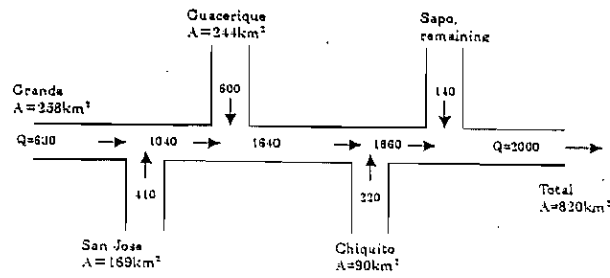 Guacerique
A=244km²
Sapo,
remaining
Grande
A=258km²
600
140
Q=630
1040
1640
1860
Q=2000
410
220
Total
A=820km²
San Jose
A=169km²
Chiquito
A=90km²